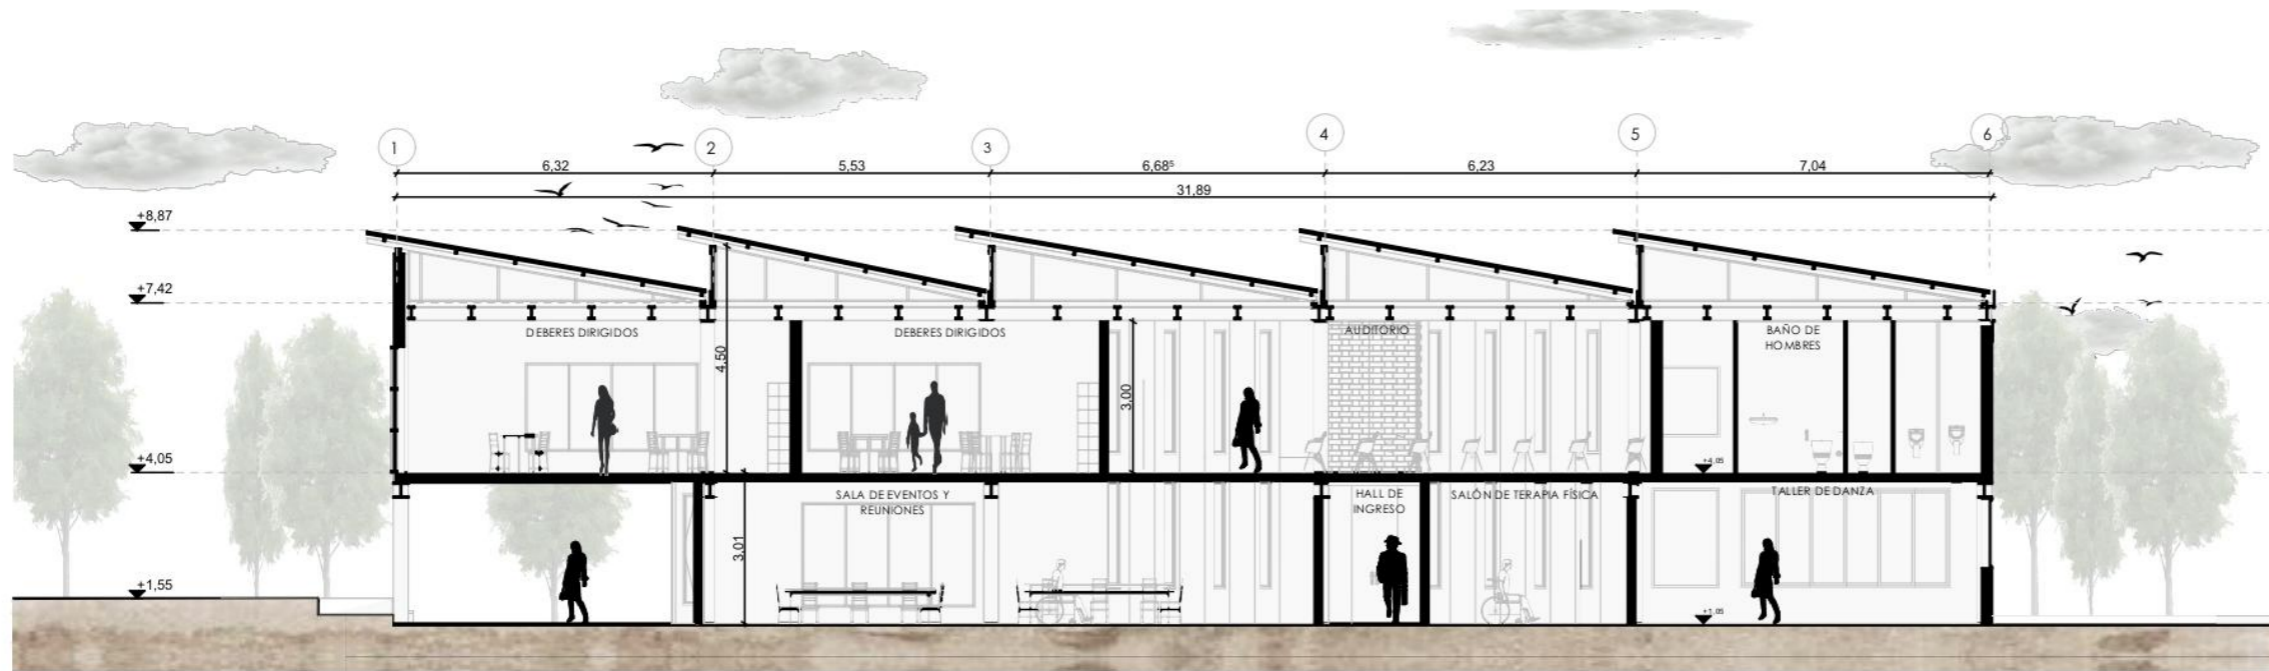 1
2
3
4
5
6
6,32
5,53
6,68⁵
6,23
7,04
31,89
+8,87
+7,42
+4,05
+1,55
DEBERES DIRIGIDOS
DEBERES DIRIGIDOS
AUDITORIO
BAÑO DE
HOMBRES
4,50
3,00
+4,05
SALA DE EVENTOS Y
REUNIONES
HALL DE
INGRESO
SALÓN DE TERAPIA FÍSICA
TALLER DE DANZA
3,01
+1,05